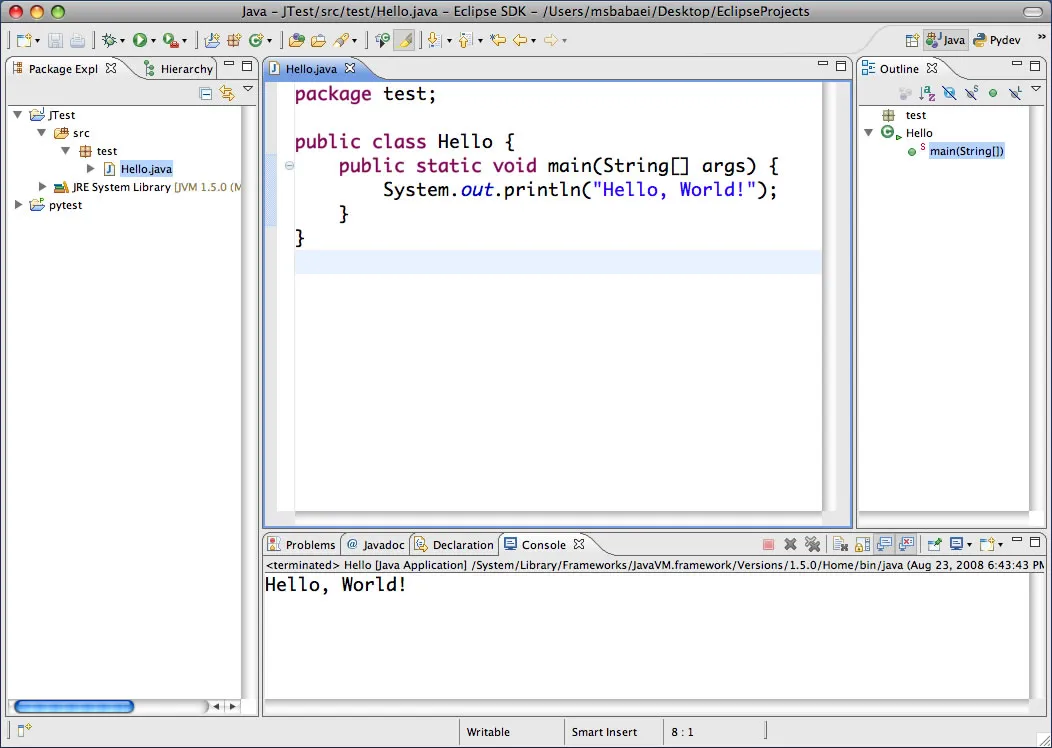 Java - JTest/src/test/Hello.java - Eclipse SDK - /Users/msbabaei/Desktop/EclipseProjects
Java
Pydev
»
Package Expl
Hierarchy
JTest
src
test
Hello.java
JRE System Library [JVM 1.5.0 (M
pytest
Hello.java
package test;
public class Hello {
public static void main(String[] args) {
System.out.println("Hello, World!");
}
}
Outline
test
Hello
main(String[])
Problems
@ Javadoc
Declaration
Console
<terminated> Hello [Java Application] /System/Library/Frameworks/JavaVM.framework/Versions/1.5.0/Home/bin/java (Aug 23, 2008 6:43:43 PM
Hello, World!
Writable
Smart Insert
8 : 1